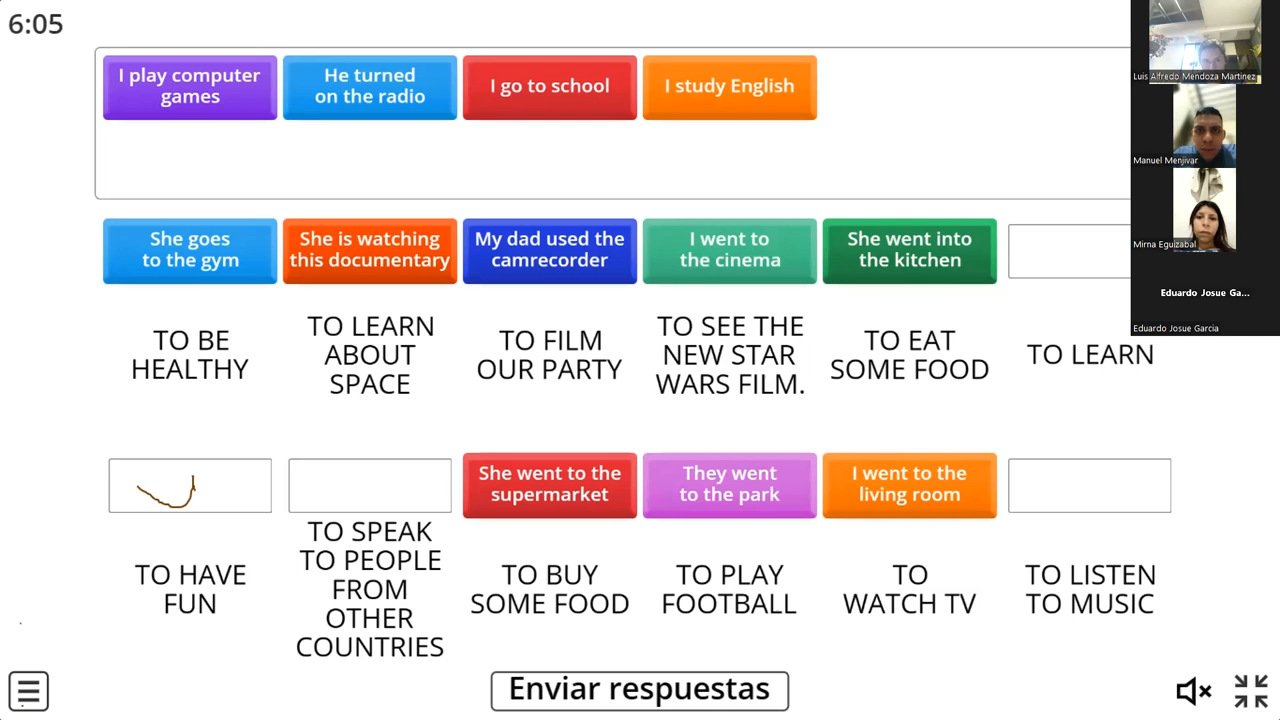 6:05
I play computer
games
He turned
on the radio
I go to school
I study English
Luis Alfredo Mendoza Martinez
Manuel Menjivar
Mirna Eguizabal
Eduardo Josue Ga...
Eduardo Josue Garcia
She goes
to the gym
She is watching
this documentary
My dad used the
camrecorder
I went to
the cinema
She went into
the kitchen
TO BE
HEALTHY
TO LEARN
ABOUT
SPACE
TO FILM
OUR PARTY
TO SEE THE
NEW STAR
WARS FILM.
TO EAT
SOME FOOD
TO LEARN
She went to the
supermarket
They went
to the park
I went to the
living room
TO HAVE
FUN
TO SPEAK
TO PEOPLE
FROM
OTHER
COUNTRIES
TO BUY
SOME FOOD
TO PLAY
FOOTBALL
TO
WATCH TV
TO LISTEN
TO MUSIC
Enviar respuestas